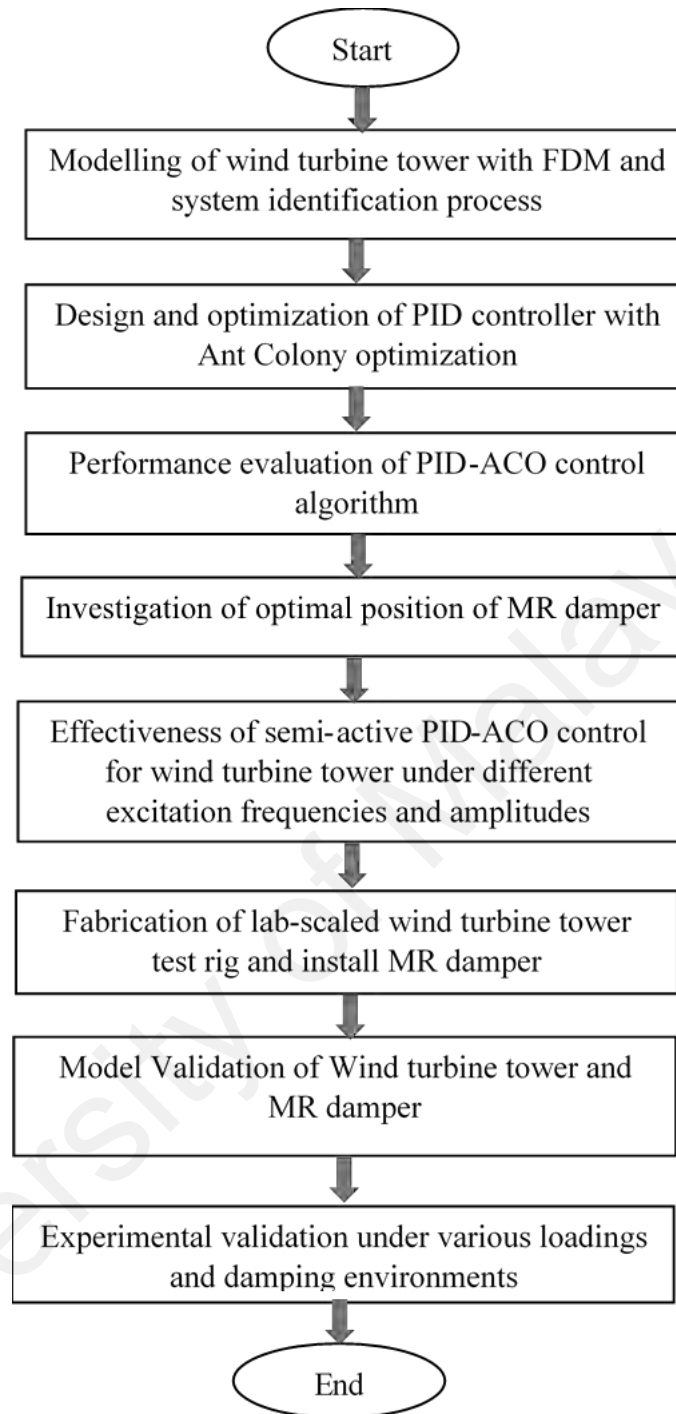 Start
Modelling of wind turbine tower with FDM and
system identification process
Design and optimization of PID controller with
Ant Colony optimization
Performance evaluation of PID-ACO control
algorithm
Investigation of optimal position of MR damper
Effectiveness of semi-active PID-ACO control
for wind turbine tower under different
excitation frequencies and amplitudes
Fabrication of lab-scaled wind turbine tower
test rig and install MR damper
Model Validation of Wind turbine tower and
MR damper
Experimental validation under various loadings
and damping environments
End
ersity of Malay